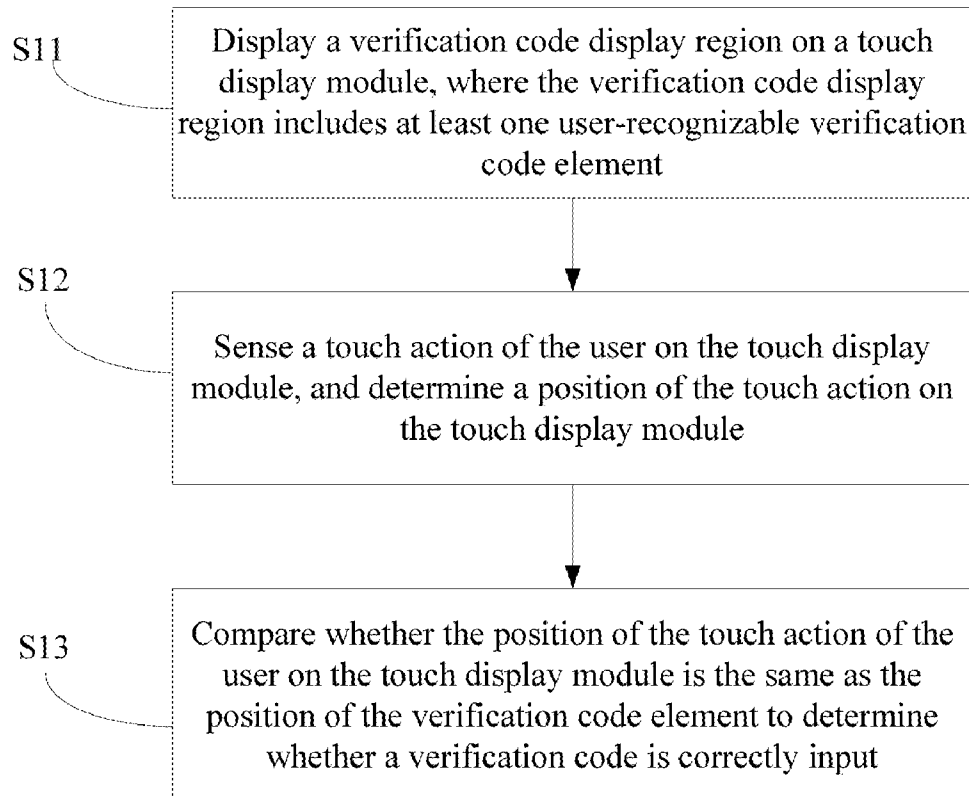 S11
Display a verification code display region on a touch
display module, where the verification code display
region includes at least one user-recognizable verification
code element
S12
Sense a touch action of the user on the touch display
module, and determine a position of the touch action on
the touch display module
S13
Compare whether the position of the touch action of the
user on the touch display module is the same as the
position of the verification code element to determine
whether a verification code is correctly input